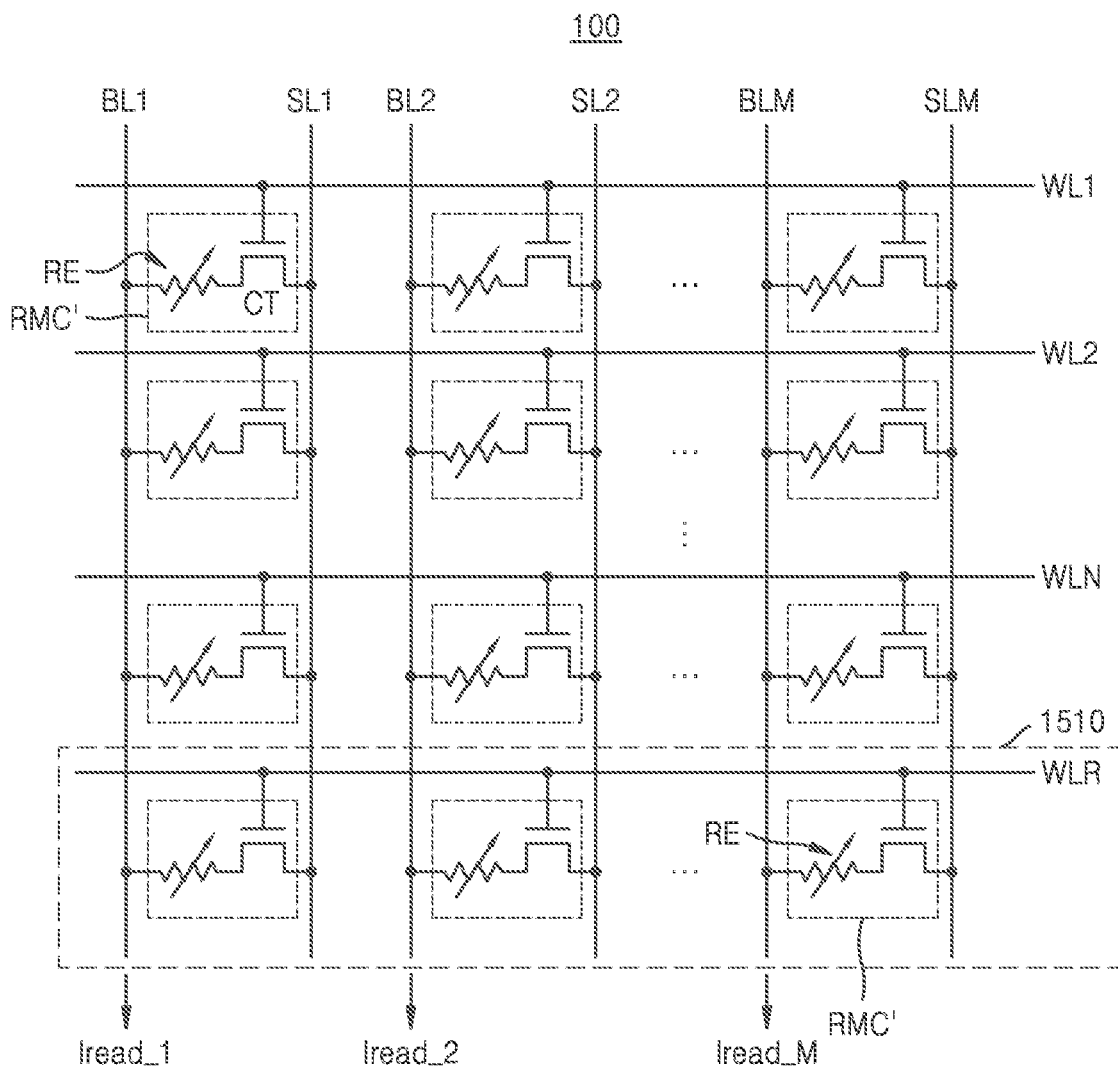 100
BL1 SL1 BL2 SL2 BLM SLM
WL1
RE
CT
...
RMC'
WL2
...
⋮
WLN
...
1510
WLR
RE
...
RMC'
Iread_1 Iread_2 Iread_M